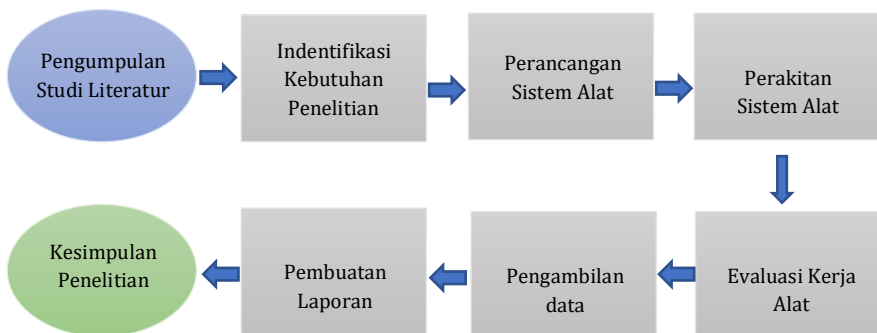 Pengumpulan
Studi Literatur
Indentifikasi
Kebutuhan
Penelitian
Perancangan
Sistem Alat
Perakitan
Sistem Alat
Evaluasi Kerja
Alat
Pengambilan
data
Pembuatan
Laporan
Kesimpulan
Penelitian